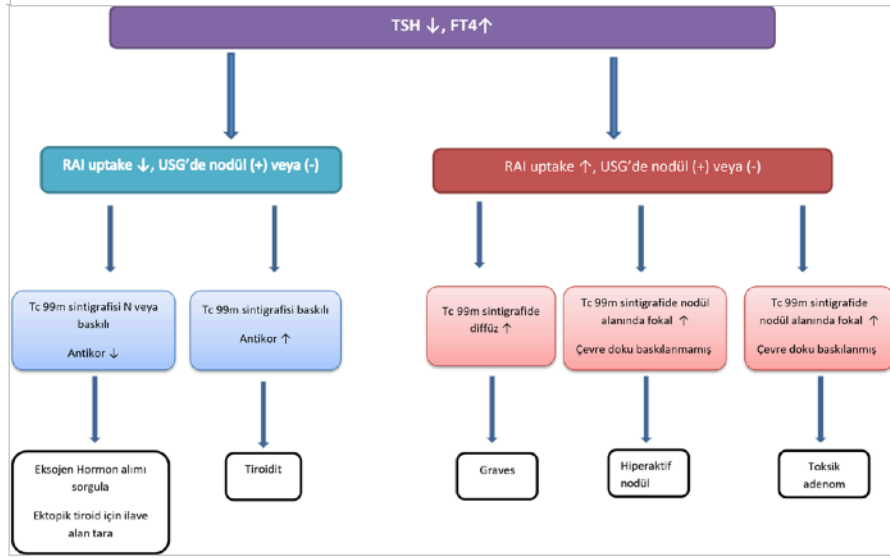 TSH ↓, FT4↑
RAI uptake ↓, USG'de nodül (+) veya (-)
RAI uptake ↑, USG'de nodül (+) veya (-)
Tc 99m sintigrafisi N veya
baskılı
Antikor ↓
Tc 99m sintigrafisi baskılı
Antikor ↑
Tc 99m sintigrafide
diffüz ↑
Tc 99m sintigrafide nodül
alanında fokal ↑
Çevre doku baskılanmamış
Tc 99m sintigrafide
nodül alanında fokal ↑
Çevre doku baskılanmış
Eksojen Hormon alımı
sorgula
Ektopik tiroid için ilave
alan tara
Tiroidit
Graves
Hiperaktif
nodül
Toksik
adenom